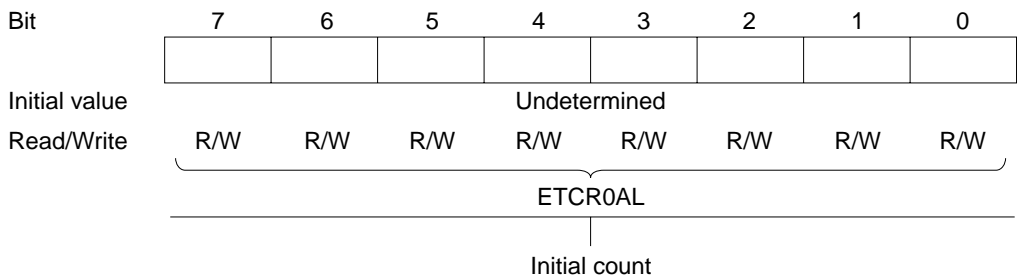 Bit 7 6 5 4 3 2 1 0
Initial value Undetermined
Read/Write R/W R/W R/W R/W R/W R/W R/W R/W
ETCR0AL
Initial count